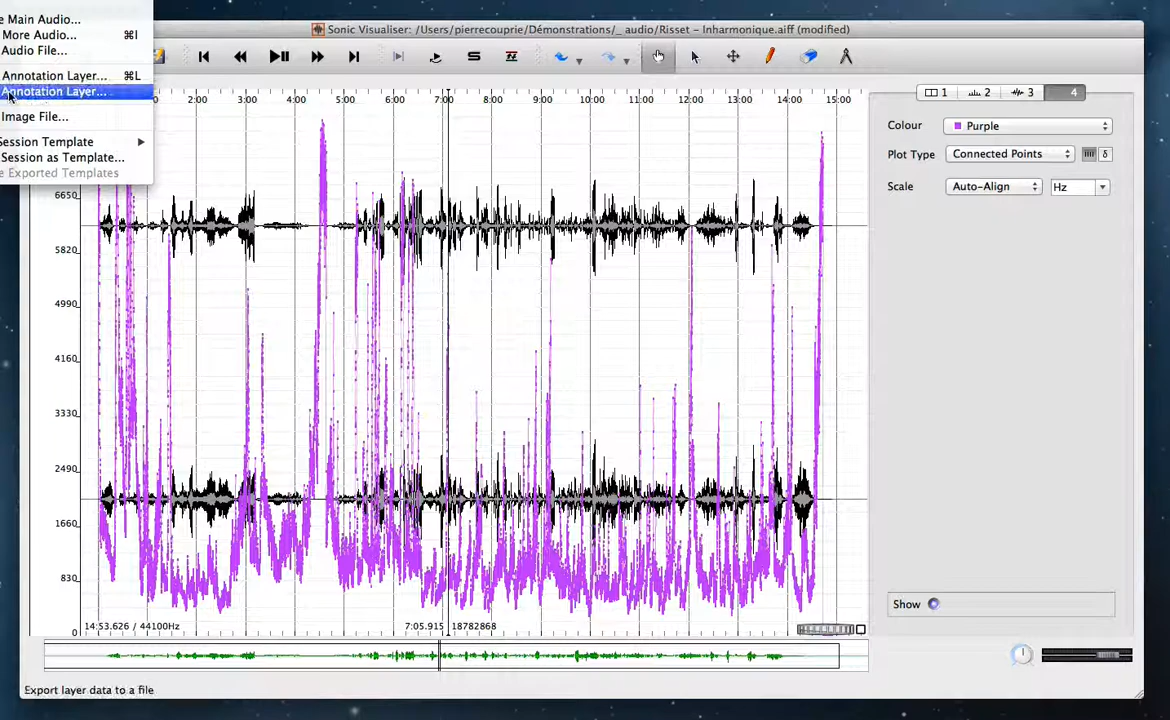 e Main Audio...
More Audio... ⌘I
Audio File...
Annotation Layer... ⌘L
Annotation Layer...
Image File...
Session Template
Session as Template...
e Exported Templates
Sonic Visualiser: /Users/pierrecouprie/Démonstrations/_ audio/Risset – Inharmonique.aiff (modified)
2:00 3:00 4:00 5:00 6:00 7:00 8:00 9:00 10:00 11:00 12:00 13:00 14:00 15:00
6650
5820
4990
4160
3330
2490
1660
830
0
14:53.626 / 44100Hz
7:05.915 18782868
1 2 3 4
Colour Purple
Plot Type Connected Points
Scale Auto-Align Hz
Show
Export layer data to a file